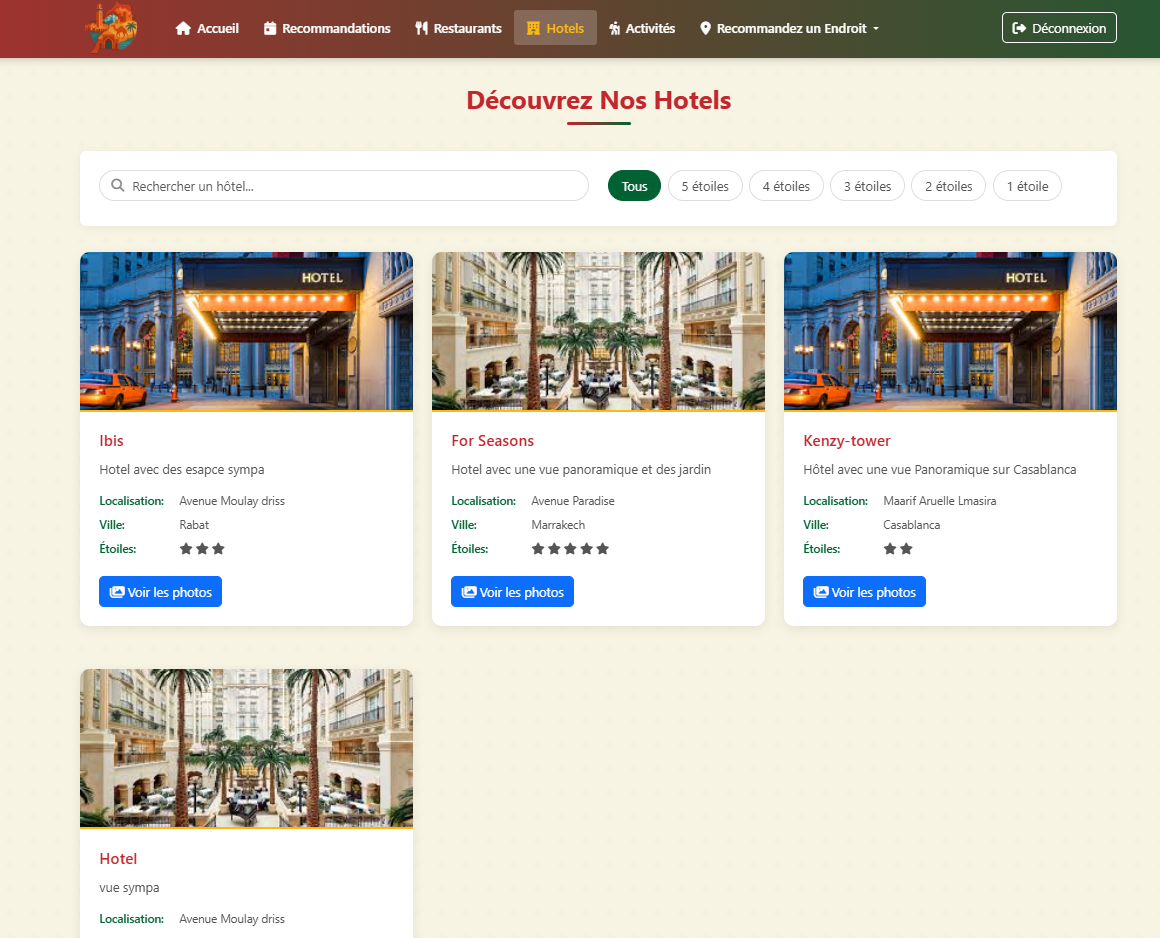 Accueil Recommandations Restaurants Hotels Activités Recommandez un Endroit Déconnexion
Découvrez Nos Hotels
Rechercher un hôtel... Tous 5 étoiles 4 étoiles 3 étoiles 2 étoiles 1 étoile
HOTEL
HOTEL
Ibis
Hotel avec des esapce sympa
Localisation: Avenue Moulay driss
Ville: Rabat
Étoiles:
Voir les photos
For Seasons
Hotel avec une vue panoramique et des jardin
Localisation: Avenue Paradise
Ville: Marrakech
Étoiles:
Voir les photos
Kenzy-tower
Hôtel avec une vue Panoramique sur Casablanca
Localisation: Maarif Aruelle Lmasira
Ville: Casablanca
Étoiles:
Voir les photos
Hotel
vue sympa
Localisation: Avenue Moulay driss